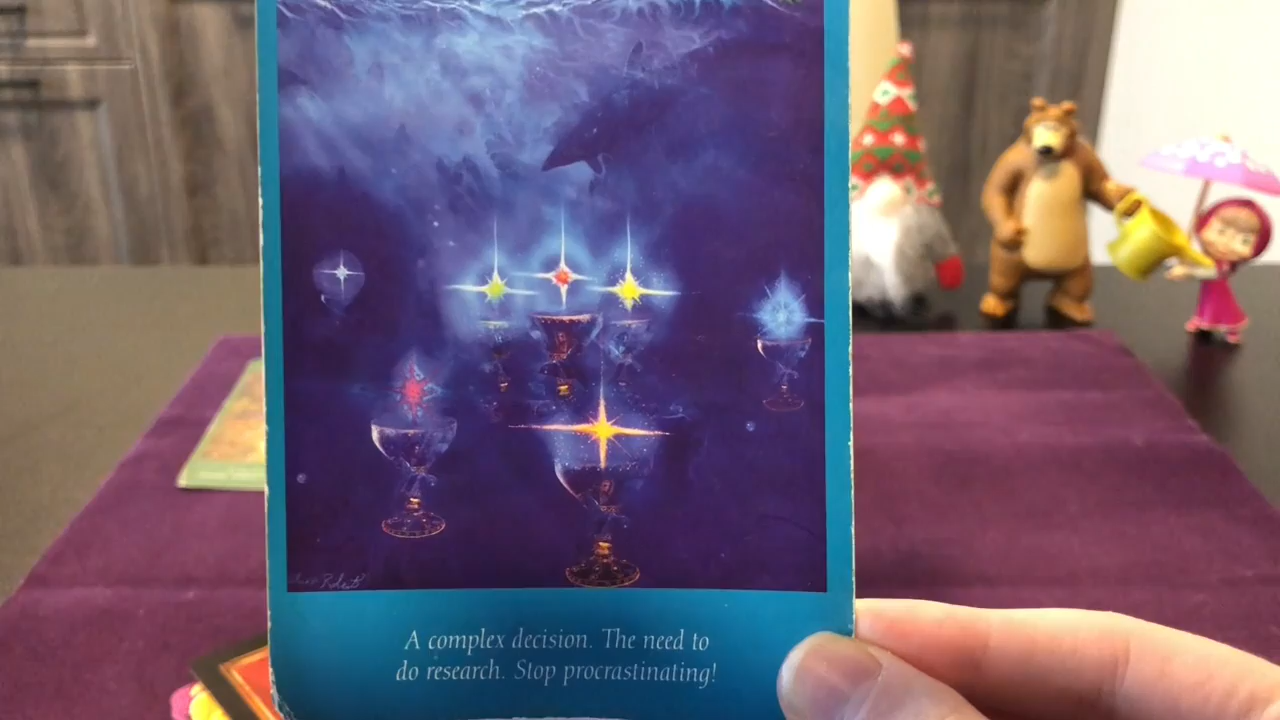 A complex decision. The need to
do research. Stop procrastinating!